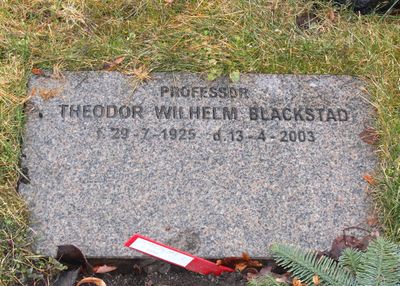 PROFESSOR
THEODOR WILHELM BLACKSTAD
f. 29-7-1925 d. 13-4-2003